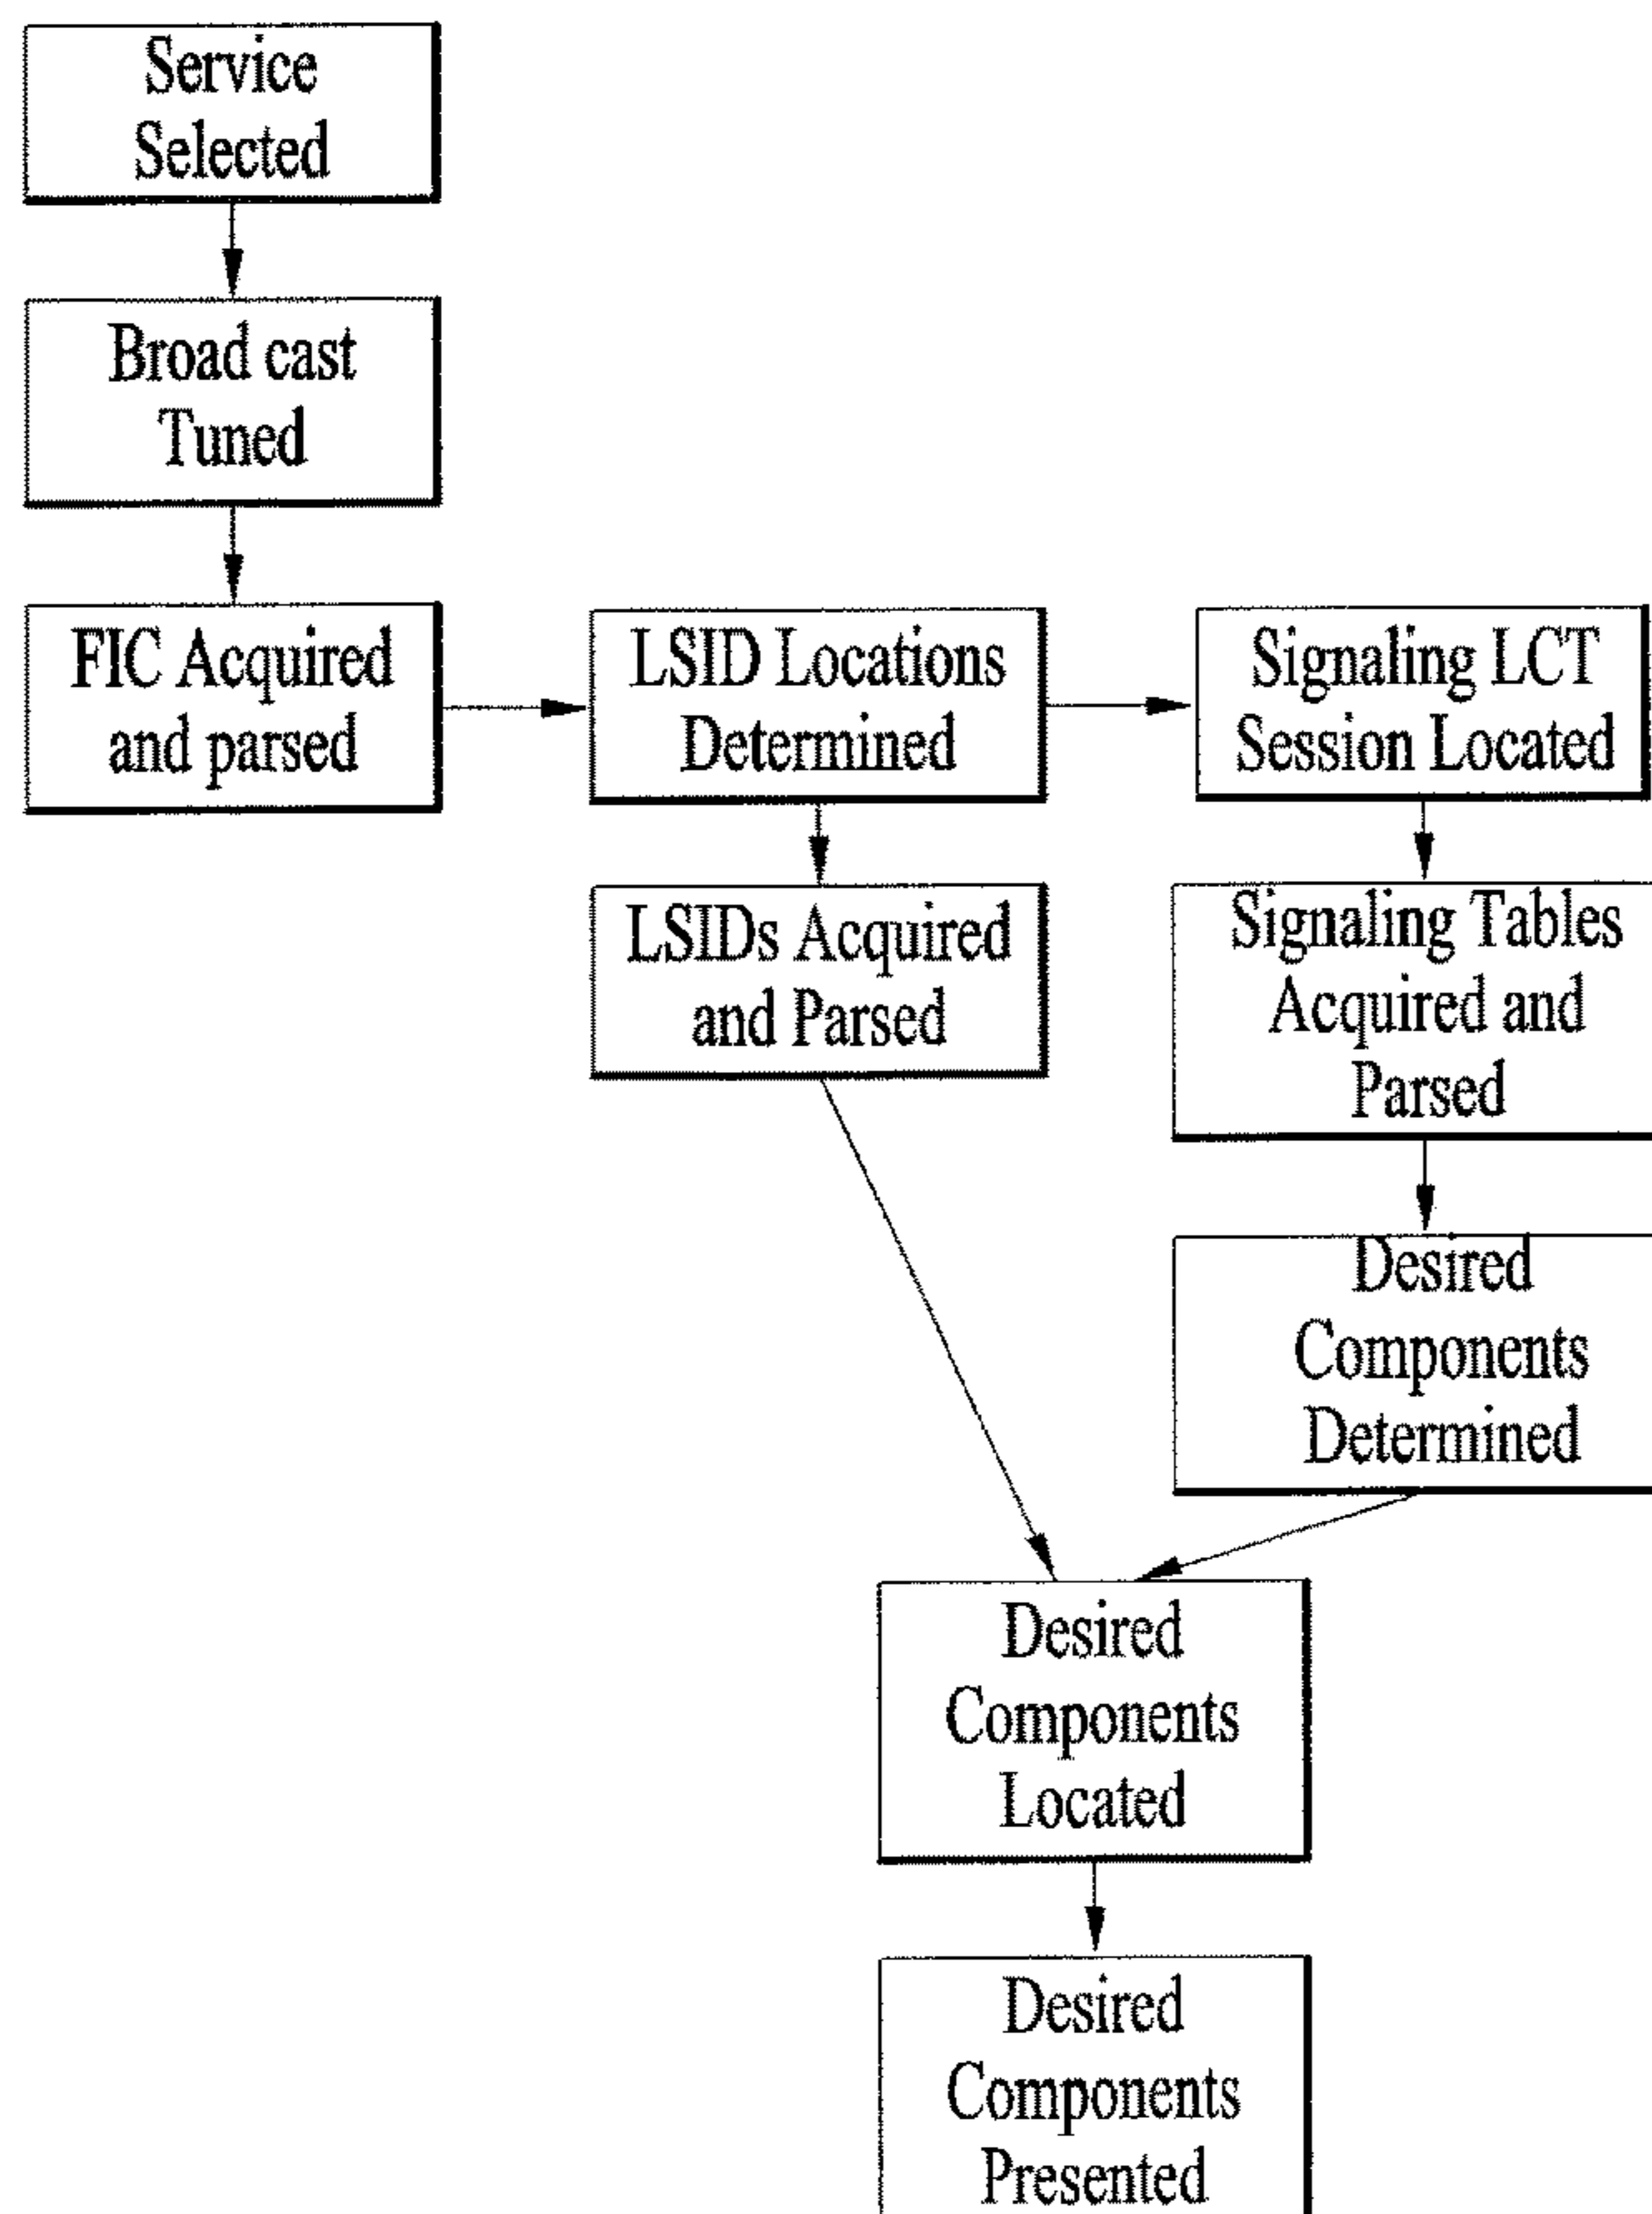 Service
Selected
Broad cast
Tuned
FIC Acquired
and parsed
LSID Locations
Determined
Signaling LCT
Session Located
LSIDs Acquired
and Parsed
Signaling Tables
Acquired and
Parsed
Desired
Components
Determined
Desired
Components
Located
Desired
Components
Presented